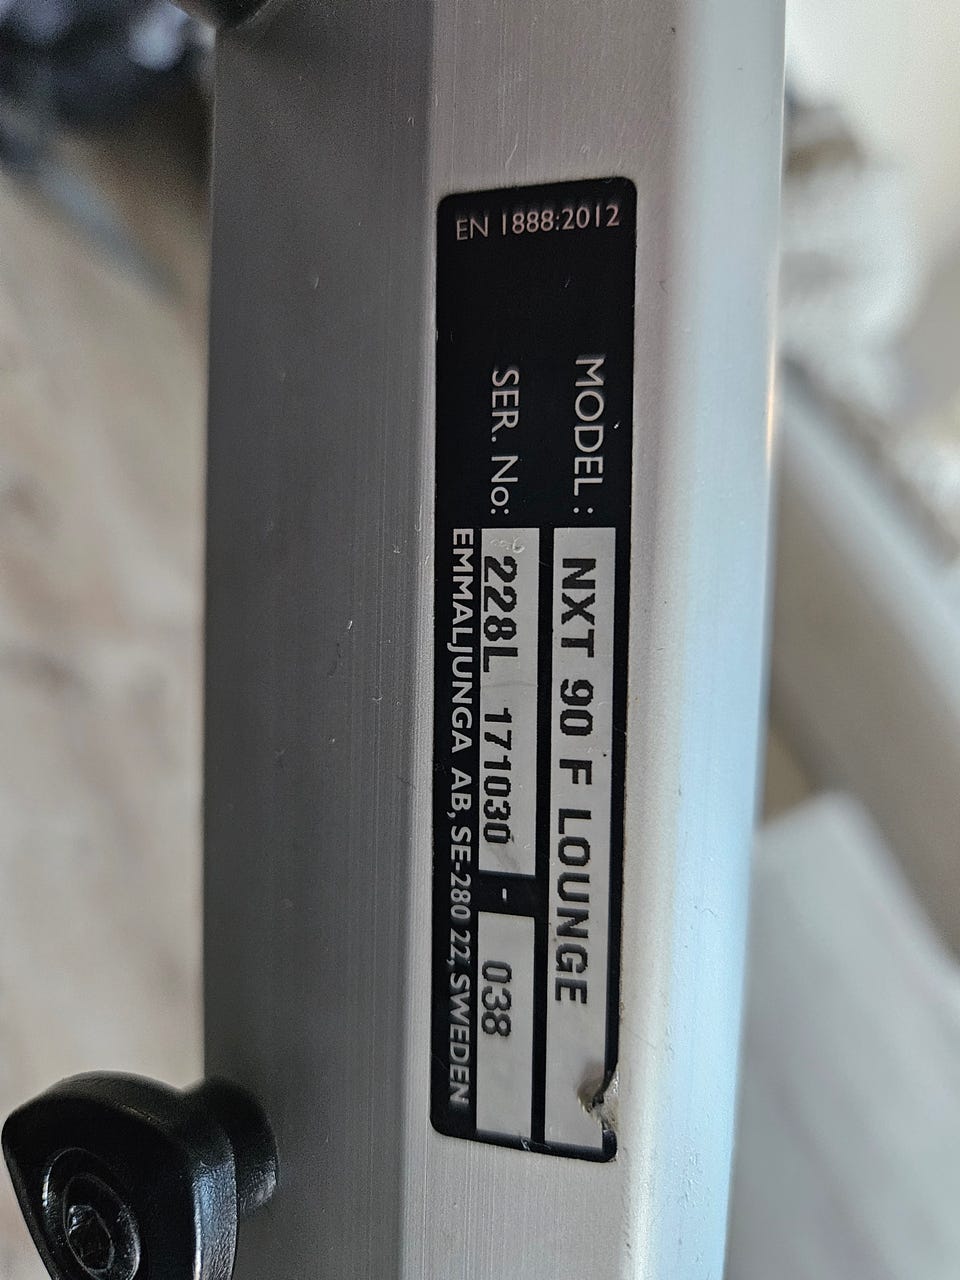 EN 1888:2012
MODEL: NXT 90 F LOUNGE
SER. No: 228L 171030 - 038
EMMALJUNGA AB, SE-280 22, SWEDEN